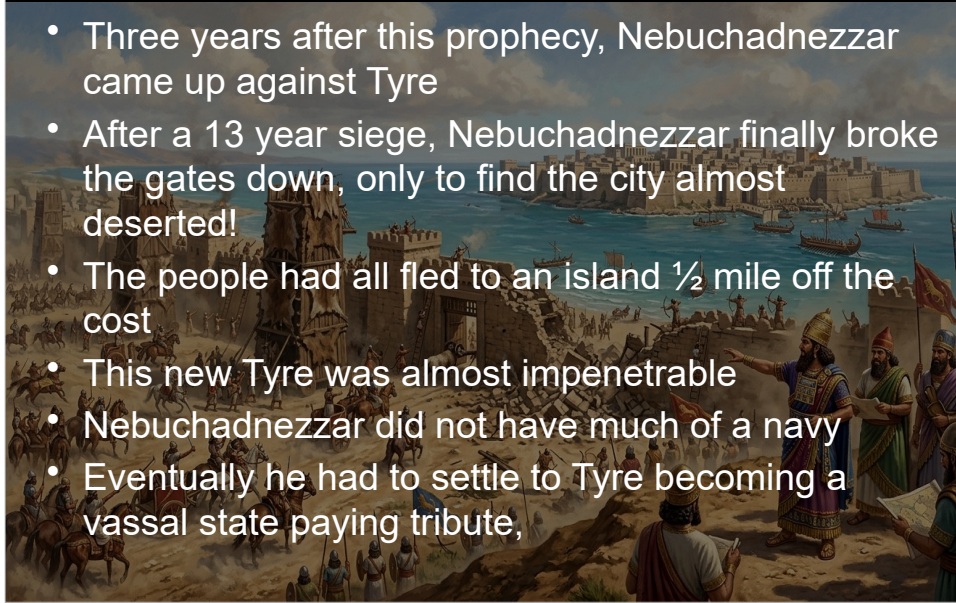 • Three years after this prophecy, Nebuchadnezzar
came up against Tyre
• After a 13 year siege, Nebuchadnezzar finally broke
the gates down, only to find the city almost
deserted!
• The people had all fled to an island ½ mile off the
cost
• This new Tyre was almost impenetrable
• Nebuchadnezzar did not have much of a navy
• Eventually he had to settle to Tyre becoming a
vassal state paying tribute,